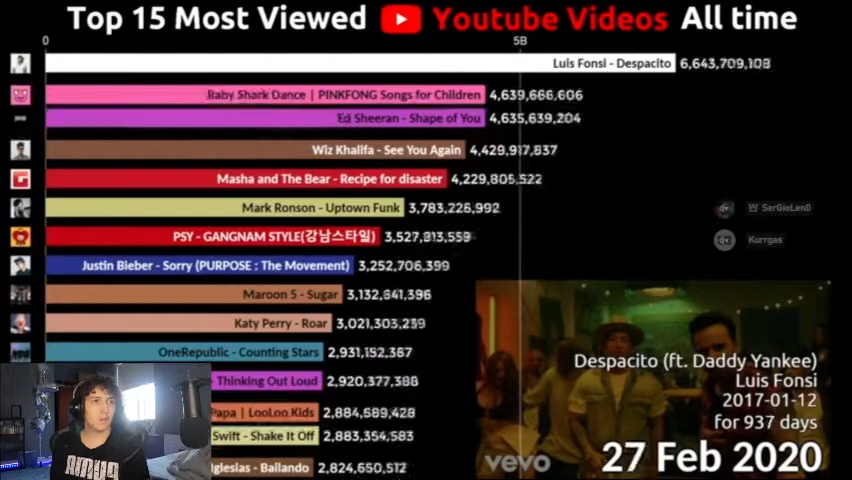 Top 15 Most Viewed Youtube Videos All time
0 5B
Luis Fonsi - Despacito 6,643,709,108
Baby Shark Dance | PINKFONG Songs for Children 4,639,666,606
Ed Sheeran - Shape of You 4,635,639,204
Wiz Khalifa - See You Again 4,429,917,837
Masha and The Bear - Recipe for disaster 4,229,805,522
Mark Ronson - Uptown Funk 3,783,226,992
SerGioLen0
PSY - GANGNAM STYLE(강남스타일) 3,527,313,559
Kurrgas
Justin Bieber - Sorry (PURPOSE : The Movement) 3,252,706,399
Maroon 5 - Sugar 3,132,641,396
Katy Perry - Roar 3,021,303,239
OneRepublic - Counting Stars 2,931,152,367
- Thinking Out Loud 2,920,377,388
Papa | LooLoo Kids 2,884,589,428
Swift - Shake It Off 2,883,354,583
Iglesias - Bailando 2,824,650,512
Despacito (ft. Daddy Yankee)
Luis Fonsi
2017-01-12
for 937 days
vevo 27 Feb 2020